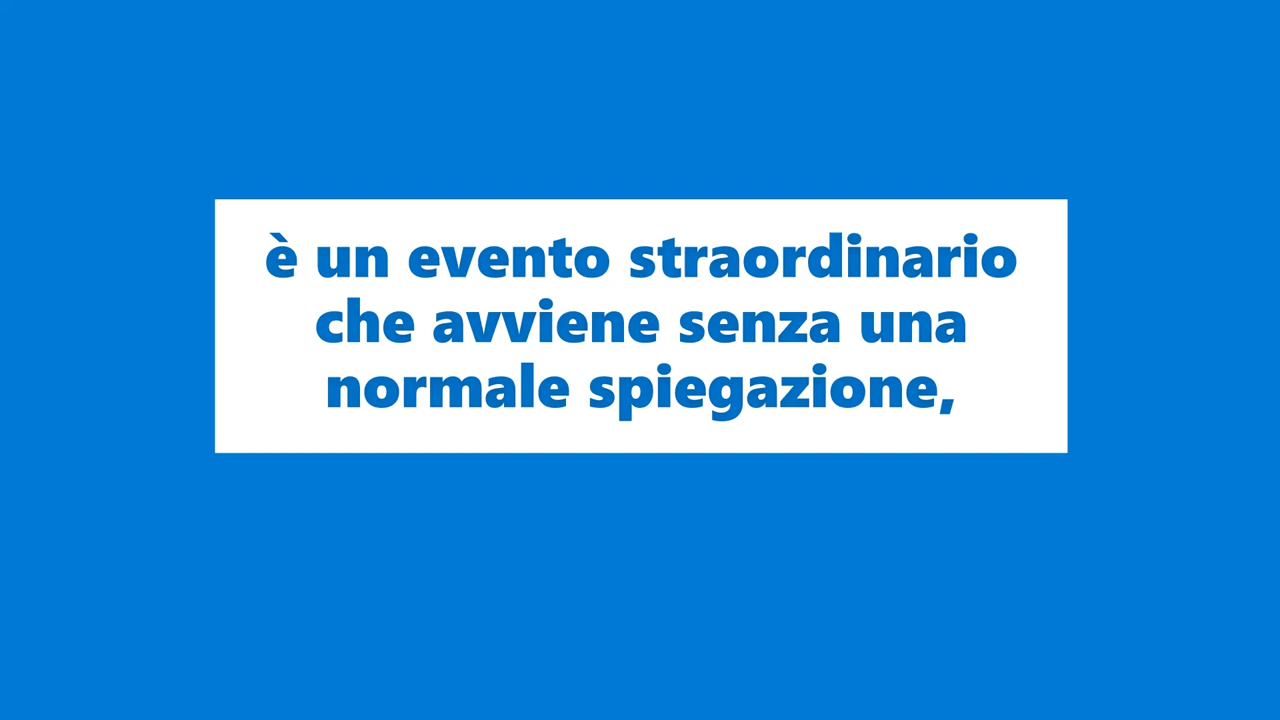 è un evento straordinario
che avviene senza una
normale spiegazione,